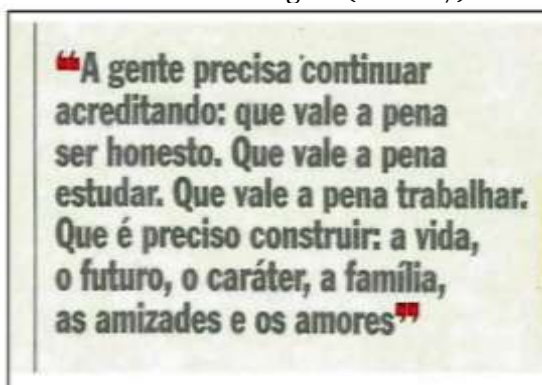 ❝A gente precisa continuar
acreditando: que vale a pena
ser honesto. Que vale a pena
estudar. Que vale a pena trabalhar.
Que é preciso construir: a vida,
o futuro, o caráter, a família,
as amizades e os amores❞